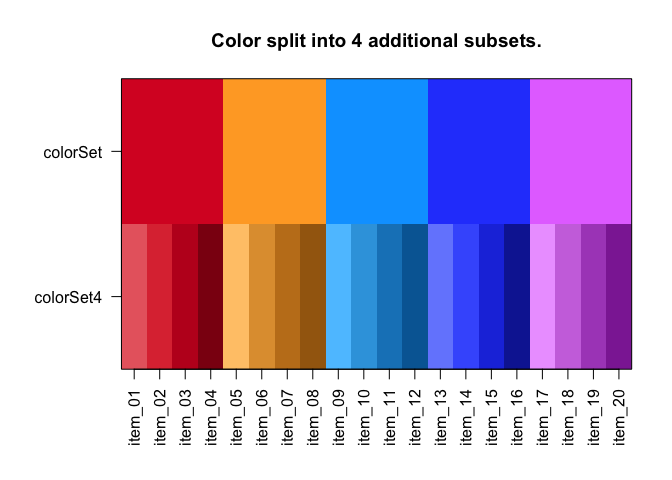 Color split into 4 additional subsets.
colorSet
colorSet4
item_01
item_02
item_03
item_04
item_05
item_06
item_07
item_08
item_09
item_10
item_11
item_12
item_13
item_14
item_15
item_16
item_17
item_18
item_19
item_20